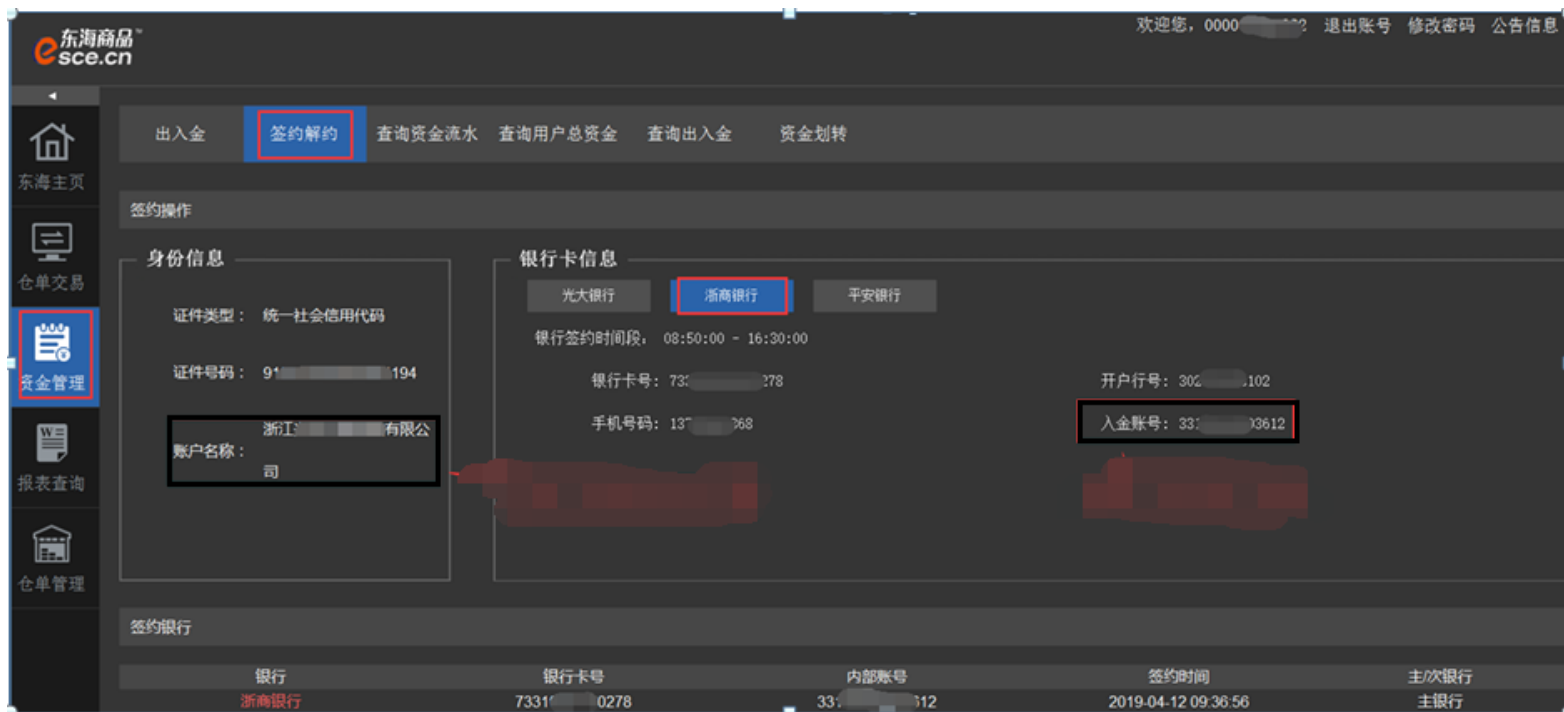 欢迎您，0000 退出账号 修改密码 公告信息
东海商品™
esce.cn
出入金 签约解约 查询资金流水 查询用户总资金 查询出入金 资金划转
东海主页
仓单交易
资金管理
报表查询
仓单管理
签约操作
身份信息
证件类型： 统一社会信用代码
证件号码： 91 194
账户名称：
浙江 有限公
司
银行卡信息
光大银行 浙商银行 平安银行
银行签约时间段： 08:50:00 - 16:30:00
银行卡号: 73 278
开户行号: 302 102
手机号码: 13 368
入金账号: 33 3612
签约银行
银行 银行卡号 内部账号 签约时间 主/次银行
浙商银行 7331 0278 33 612 2019-04-12 09:36:56 主银行